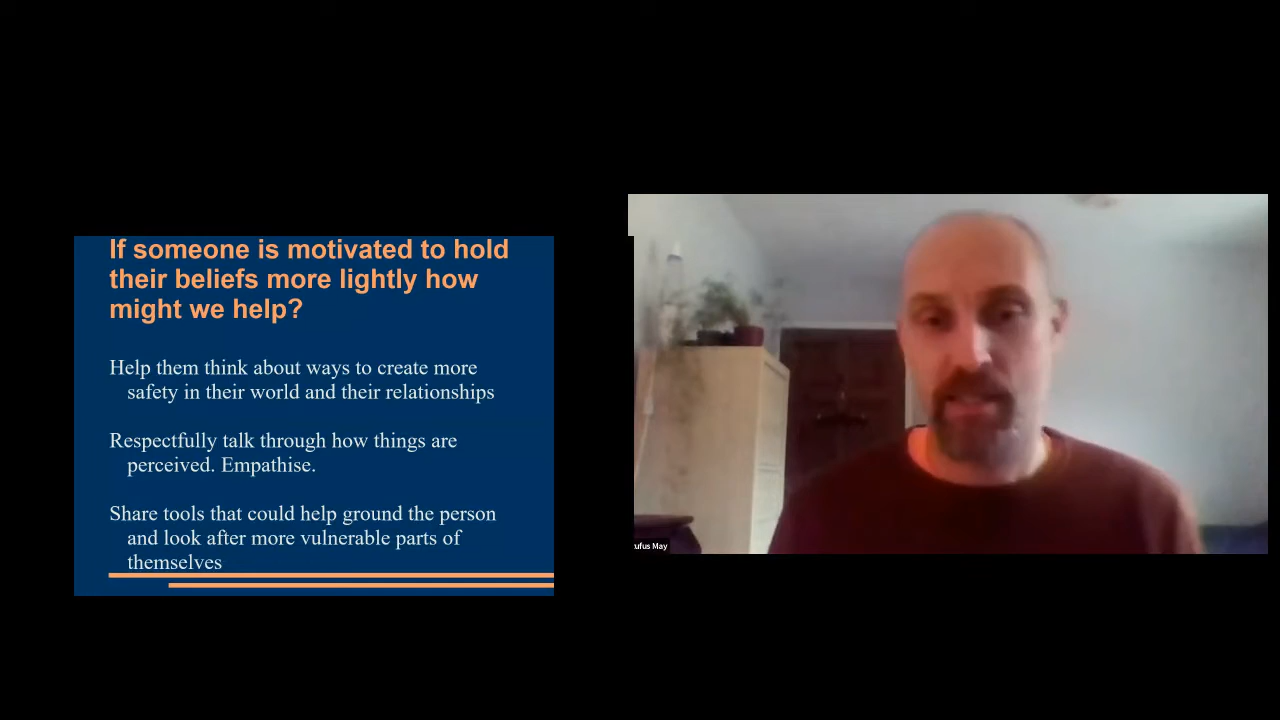 If someone is motivated to hold
their beliefs more lightly how
might we help?
Help them think about ways to create more
safety in their world and their relationships
Respectfully talk through how things are
perceived. Empathise.
Share tools that could help ground the person
and look after more vulnerable parts of
themselves
ufus May